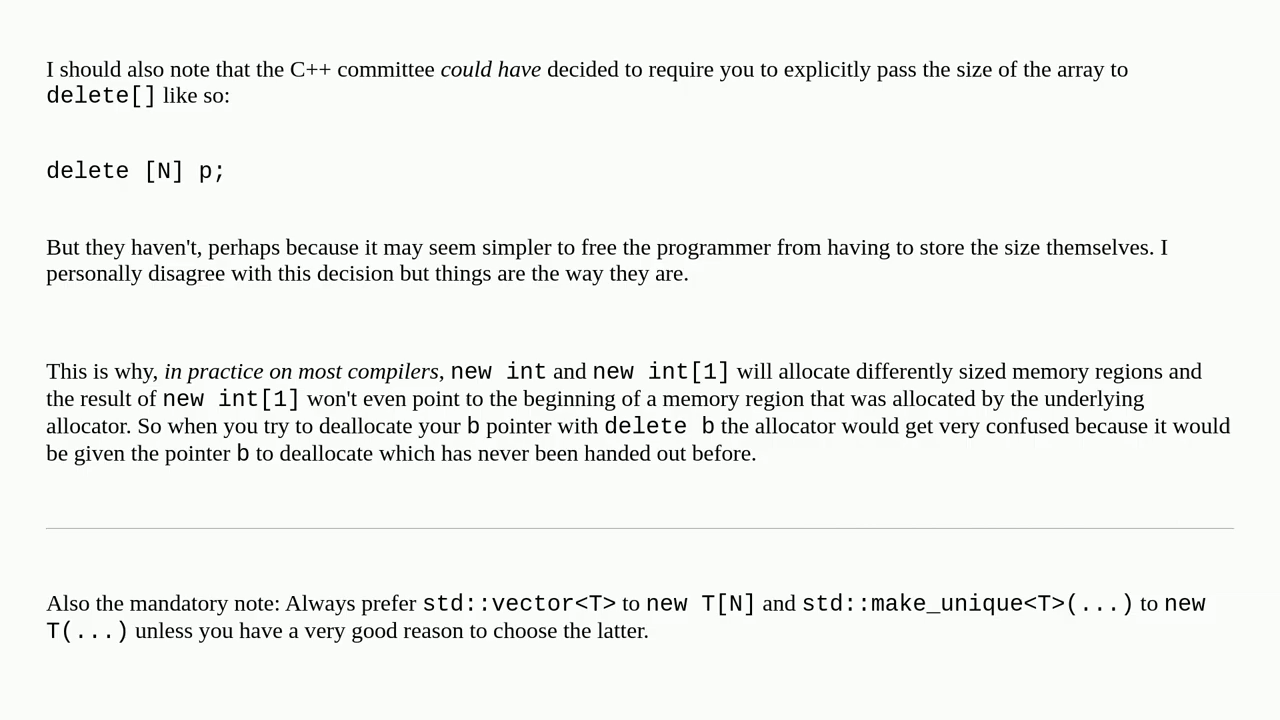 I should also note that the C++ committee could have decided to require you to explicitly pass the size of the array to
delete[] like so:
delete [N] p;
But they haven't, perhaps because it may seem simpler to free the programmer from having to store the size themselves. I
personally disagree with this decision but things are the way they are.
This is why, in practice on most compilers, new int and new int[1] will allocate differently sized memory regions and
the result of new int[1] won't even point to the beginning of a memory region that was allocated by the underlying
allocator. So when you try to deallocate your b pointer with delete b the allocator would get very confused because it would
be given the pointer b to deallocate which has never been handed out before.
Also the mandatory note: Always prefer std::vector<T> to new T[N] and std::make_unique<T>(...) to new
T(...) unless you have a very good reason to choose the latter.